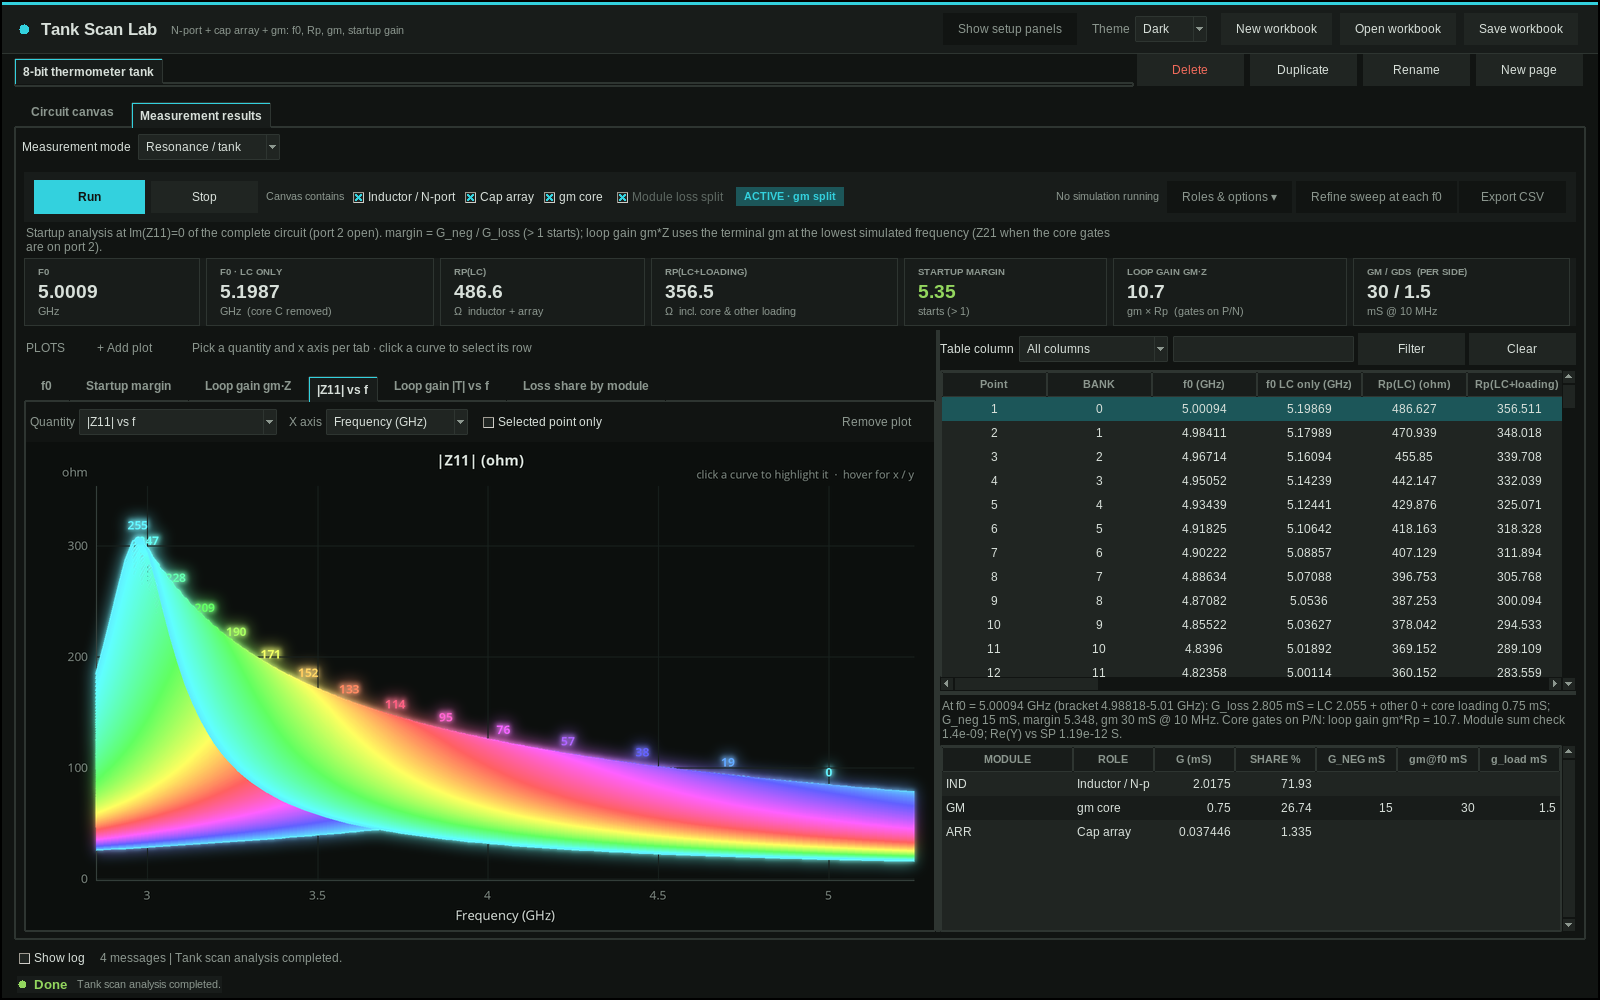 Tank Scan Lab
N-port + cap array + gm: f0, Rp, gm, startup gain
Show setup panels
Theme
Dark
New workbook
Open workbook
Save workbook
8-bit thermometer tank
Delete
Duplicate
Rename
New page
Circuit canvas
Measurement results
Measurement mode
Resonance / tank
Run
Stop
Canvas contains
Inductor / N-port
Cap array
gm core
Module loss split
ACTIVE · gm split
No simulation running
Roles & options ▾
Refine sweep at each f0
Export CSV
Startup analysis at Im(Z11)=0 of the complete circuit (port 2 open). margin = G_neg / G_loss (> 1 starts); loop gain gm*Z uses the terminal gm at the lowest simulated frequency (Z21 when the core gates
are on port 2).
F0
5.0009
GHz
F0 · LC ONLY
5.1987
GHz (core C removed)
RP(LC)
486.6
Ω inductor + array
RP(LC+LOADING)
356.5
Ω incl. core & other loading
STARTUP MARGIN
5.35
starts (> 1)
LOOP GAIN GM·Z
10.7
gm × Rp (gates on P/N)
GM / GDS (PER SIDE)
30 / 1.5
mS @ 10 MHz
PLOTS
+ Add plot
Pick a quantity and x axis per tab · click a curve to select its row
f0
Startup margin
Loop gain gm·Z
|Z11| vs f
Loop gain |T| vs f
Loss share by module
Quantity
|Z11| vs f
X axis
Frequency (GHz)
Selected point only
Remove plot
|Z11| (ohm)
ohm
click a curve to highlight it · hover for x / y
300
200
100
0
255
228
209
190
171
152
133
114
95
76
57
38
19
0
3
3.5
4
4.5
5
Frequency (GHz)
Table column
All columns
Filter
Clear
Point BANK f0 (GHz) f0 LC only (GHz) Rp(LC) (ohm) Rp(LC+loading)
1 0 5.00094 5.19869 486.627 356.511
2 1 4.98411 5.17989 470.939 348.018
3 2 4.96714 5.16094 455.85 339.708
4 3 4.95052 5.14239 442.147 332.039
5 4 4.93439 5.12441 429.876 325.071
6 5 4.91825 5.10642 418.163 318.328
7 6 4.90222 5.08857 407.129 311.894
8 7 4.88634 5.07088 396.753 305.768
9 8 4.87082 5.0536 387.253 300.094
10 9 4.85522 5.03627 378.042 294.533
11 10 4.8396 5.01892 369.152 289.109
12 11 4.82358 5.00114 360.152 283.559
At f0 = 5.00094 GHz (bracket 4.98818-5.01 GHz): G_loss 2.805 mS = LC 2.055 + other 0 + core loading 0.75 mS;
G_neg 15 mS, margin 5.348, gm 30 mS @ 10 MHz. Core gates on P/N: loop gain gm*Rp = 10.7. Module sum check
1.4e-09; Re(Y) vs SP 1.19e-12 S.
MODULE ROLE G (mS) SHARE % G_NEG mS gm@f0 mS g_load mS
IND Inductor / N-p 2.0175 71.93
GM gm core 0.75 26.74 15 30 1.5
ARR Cap array 0.037446 1.335
Show log
4 messages | Tank scan analysis completed.
Done
Tank scan analysis completed.